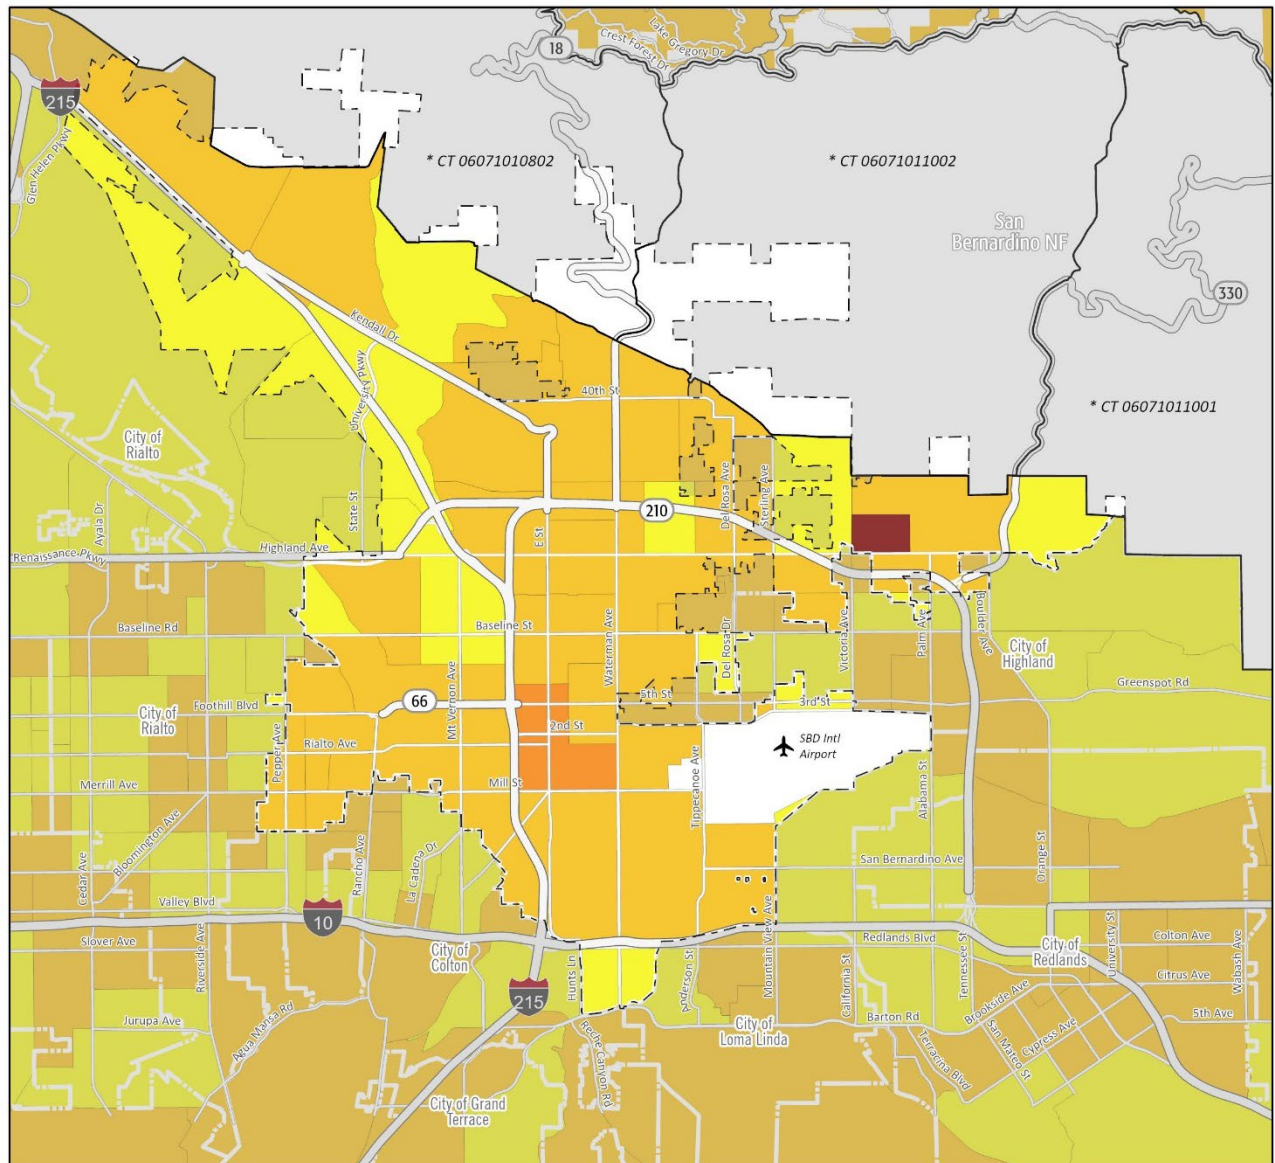 Lake Gregory Dr
Crest Forest Dr
18
215
Glen Helen Pkwy
* CT 06071010802
* CT 06071011002
San
Bernardino NF
330
Kendall Dr
University Pkwy
40th St
* CT 06071011001
City of
Rialto
Ayala Dr
State St
Del Rosa Ave
Sterling Ave
210
E St
Highland Ave
Renaissance Pkwy
Baseline Rd
Baseline St
Waterman Ave
Del Rosa Dr
Victoria Ave
Palm Ave
Boulder Ave
City of
Highland
Mt Vernon Ave
Greenspot Rd
5th St
3rd St
66
Foothill Blvd
City of
Rialto
2nd St
Pepper Ave
Rialto Ave
SBD Intl
Airport
Tippecanoe Ave
Merrill Ave
Mill St
Alabama St
Bloomington Ave
Cedar Ave
Rancho Ave
La Cadena Dr
San Bernardino Ave
Orange St
Valley Blvd
10
Slover Ave
Riverside Ave
City of
Colton
Hunts Ln
Anderson St
Mountain View Ave
Redlands Blvd
California St
Tennessee St
City of
Redlands
University St
Colton Ave
Wabash Ave
Citrus Ave
215
Brookside Ave
Jurupa Ave
Agua Mansa Rd
Reche Canyon Rd
City of
Loma Linda
Barton Rd
Terracina Blvd
San Mateo St
Cypress Ave
5th Ave
City of Grand
Terrace